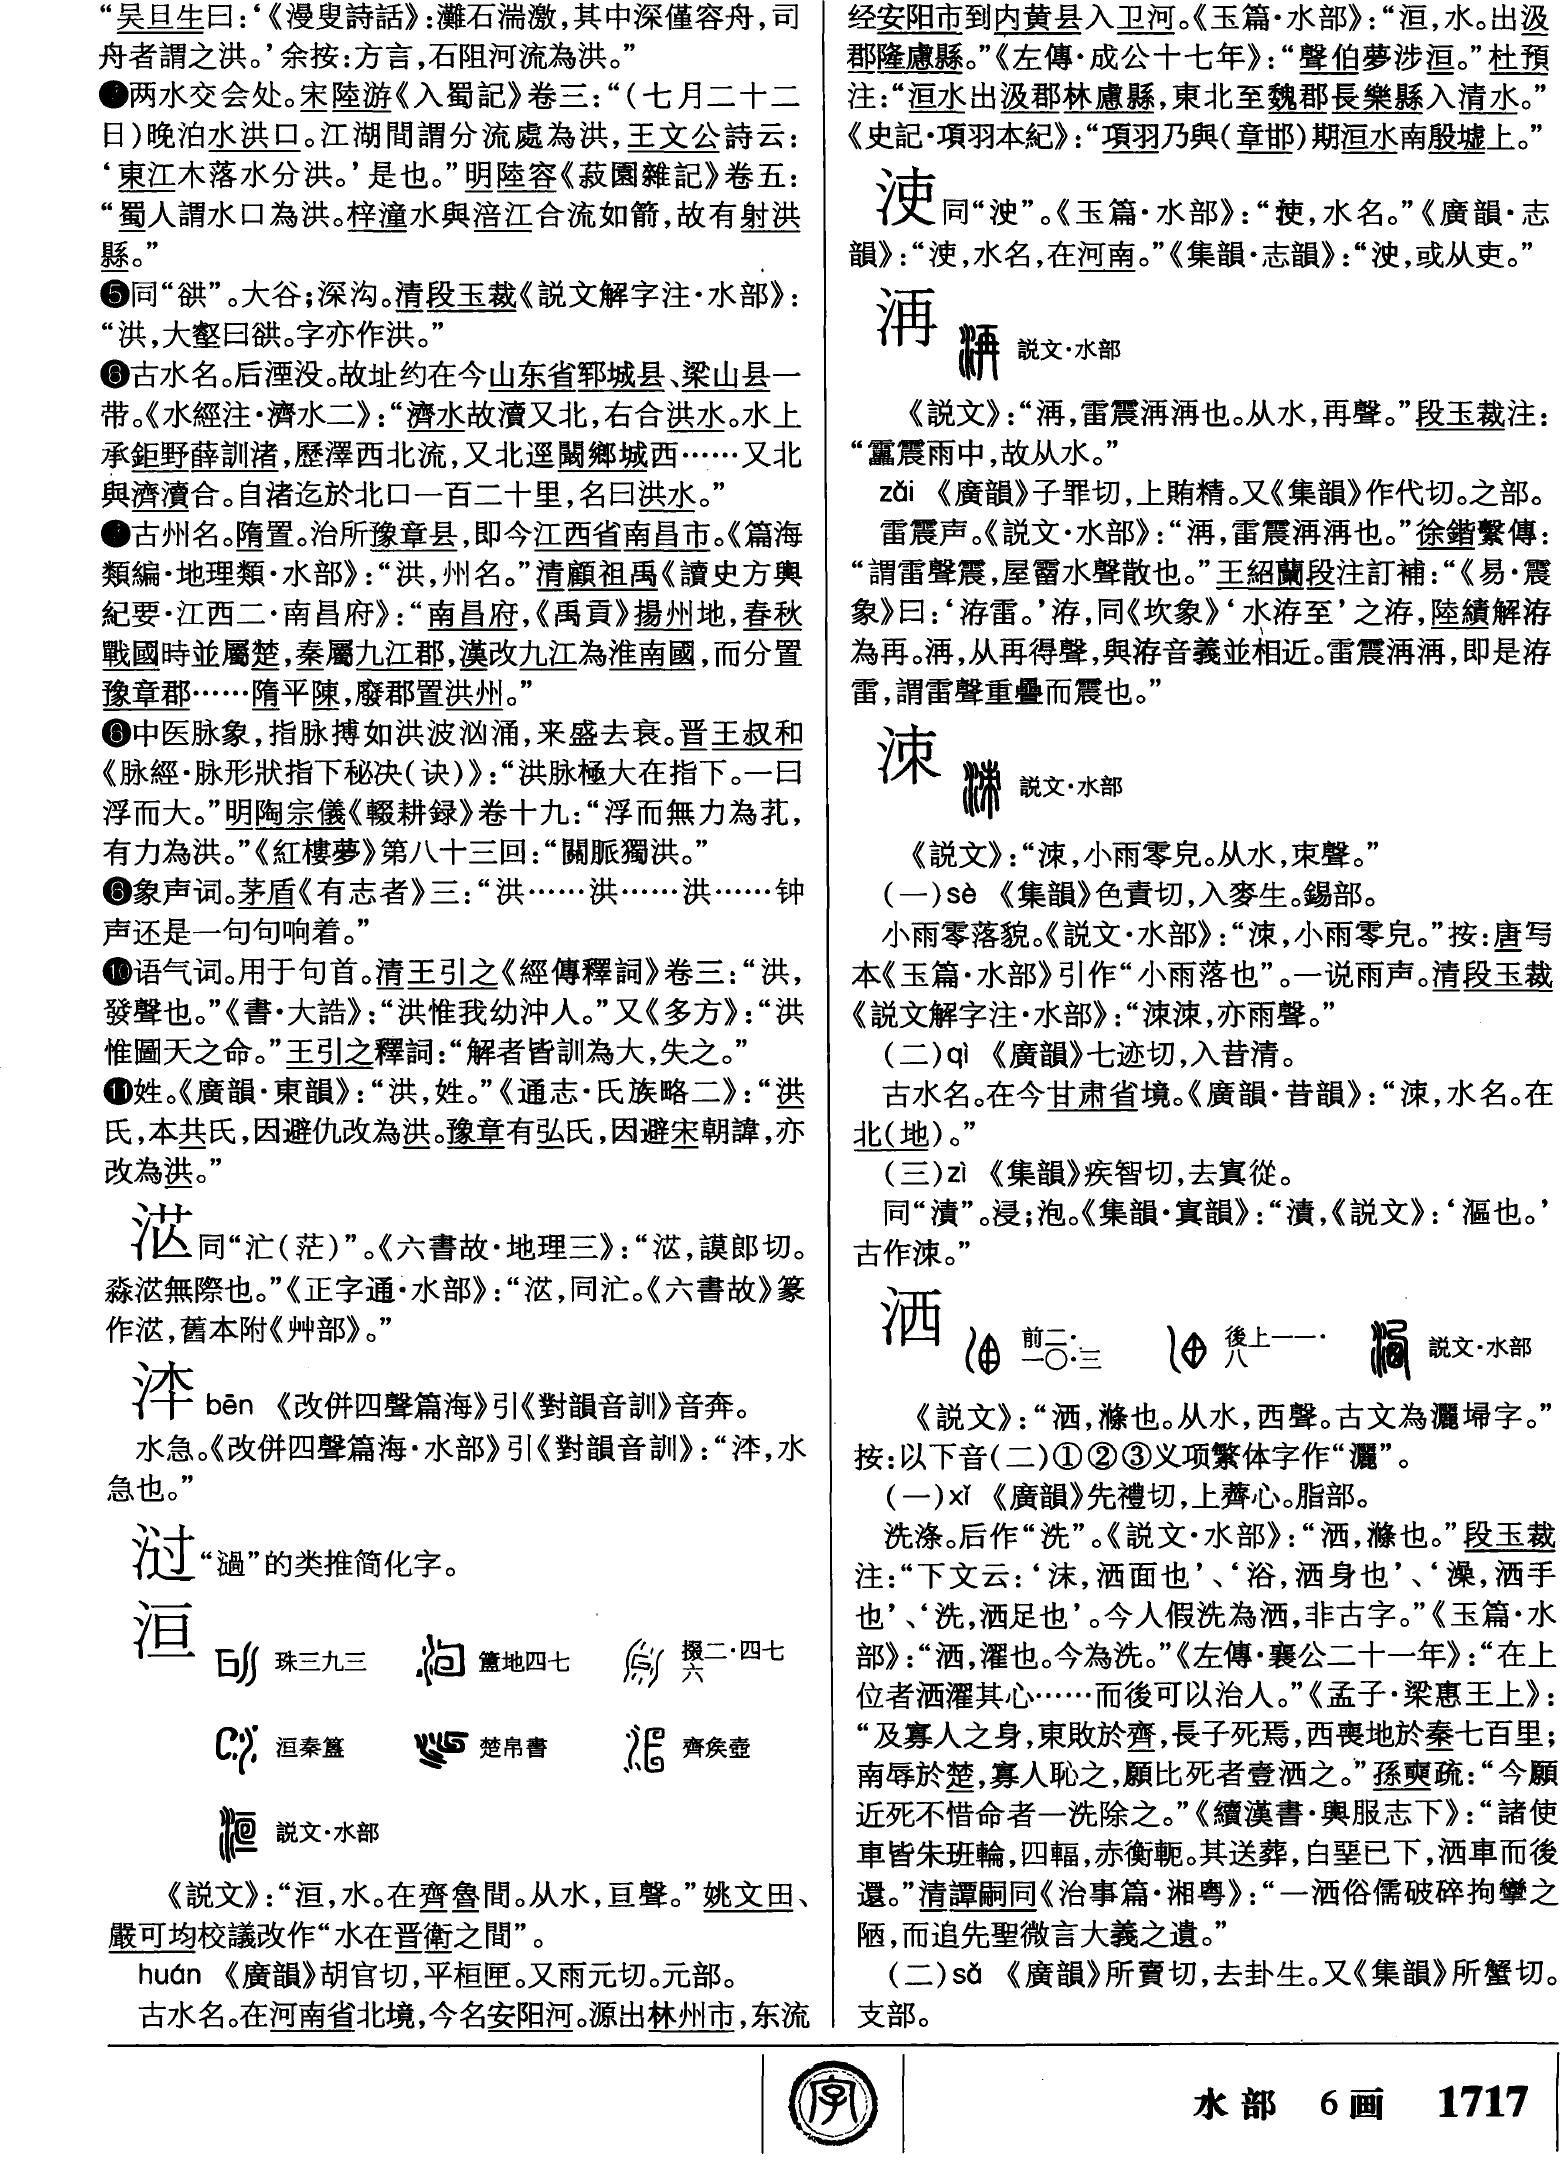 “吴旦生曰：‘《漫叟詩話》：灘石湍激，其中深僅容舟，司
舟者謂之洪。’余按：方言，石阻河流為洪。”
两水交会处。宋陸游《入蜀記》卷三：“（七月二十二
日）晚泊水洪口。江湖間謂分流處為洪，王文公詩云：
‘東江木落水分洪。’是也。”明陸容《菽園雜記》卷五：
“蜀人謂水口為洪。梓潼水與涪江合流如箭，故有射洪
縣。”
❺同“谼”。大谷；深沟。清段玉裁《説文解字注·水部》：
“洪，大壑曰谼。字亦作洪。”
❻古水名。后湮没。故址约在今山东省郓城县、梁山县一
带。《水經注·濟水二》：“濟水故瀆又北，右合洪水。水上
承鉅野薛訓渚，歷澤西北流，又北逕闞鄉城西……又北
與濟瀆合。自渚迄於北口一百二十里，名曰洪水。”
古州名。隋置。治所豫章县，即今江西省南昌市。《篇海
類編·地理類·水部》：“洪，州名。”清顧祖禹《讀史方輿
紀要·江西二·南昌府》：“南昌府，《禹貢》揚州地，春秋
戰國時並屬楚，秦屬九江郡，漢改九江為淮南國，而分置
豫章郡……隋平陳，廢郡置洪州。”
中医脉象，指脉搏如洪波汹涌，来盛去衰。晋王叔和
《脉經·脉形狀指下秘决（诀）》：“洪脉極大在指下。一曰
浮而大。”明陶宗儀《輟耕録》卷十九：“浮而無力為芤，
有力為洪。”《紅樓夢》第八十三回：“關脈獨洪。”
象声词。茅盾《有志者》三：“洪……洪……洪……钟
声还是一句句响着。”
❿语气词。用于句首。清王引之《經傳釋詞》卷三：“洪，
發聲也。”《書·大誥》：“洪惟我幼沖人。”又《多方》：“洪
惟圖天之命。”王引之釋詞：“解者皆訓為大，失之。”
⓫姓。《廣韻·東韻》：“洪，姓。”《通志·氏族略二》：“洪
氏，本共氏，因避仇改為洪。豫章有弘氏，因避宋朝諱，亦
改為洪。”
同“汒（茫）”。《六書故·地理三》：“，謨郎切。
淼無際也。”《正字通·水部》：“，同汒。《六書故》篆
作，舊本附《艸部》。”
泍 bēn 《改併四聲篇海》引《對韻音訓》音奔。
水急。《改併四聲篇海·水部》引《對韻音訓》：“泍，水
急也。”
“濄”的类推简化字。
洹
珠三九三 簠地四七 掇二·四七六
洹秦簋 楚帛書 齊矦壺
説文·水部
《説文》：“洹，水。在齊魯間。从水，亘聲。”姚文田、
嚴可均校議改作“水在晋衛之間”。
huán 《廣韻》胡官切，平桓匣。又雨元切。元部。
古水名。在河南省北境，今名安阳河。源出林州市，东流
经安阳市到内黄县入卫河。《玉篇·水部》：“洹，水。出汲
郡隆慮縣。”《左傳·成公十七年》：“聲伯夢涉洹。”杜預
注：“洹水出汲郡林慮縣，東北至魏郡長樂縣入清水。”
《史記·項羽本紀》：“項羽乃與（章邯）期洹水南殷墟上。”
浭同“”。《玉篇·水部》：“，水名。”《廣韻·志
韻》：“，水名，在河南。”《集韻·志韻》：“，或从吏。”
洅
説文·水部
《説文》：“洅，雷震洅洅也。从水，再聲。”段玉裁注：
“靁震雨中，故从水。”
zǎi 《廣韻》子罪切，上賄精。又《集韻》作代切。之部。
雷震声。《説文·水部》：“洅，雷震洅洅也。”徐鍇繫傳：
“謂雷聲震，屋霤水聲散也。”王紹蘭段注訂補：“《易·震
象》曰：‘洊雷。’洊，同《坎象》‘水洊至’之洊，陸績解洊
為再。洅，从再得聲，與洊音義並相近。雷震洅洅，即是洊
雷，謂雷聲重疊而震也。”
涑
説文·水部
《説文》：“洓，小雨零皃。从水，朿聲。”
（一）sè 《集韻》色責切，入麥生。錫部。
小雨零落貌。《説文·水部》：“洓，小雨零皃。”按：唐写
本《玉篇·水部》引作“小雨落也”。一说雨声。清段玉裁
《説文解字注·水部》：“洓洓，亦雨聲。”
（二）qì 《廣韻》七迹切，入昔清。
古水名。在今甘肃省境。《廣韻·昔韻》：“洓，水名。在
北（地）。”
（三）zì 《集韻》疾智切，去寘從。
同“漬”。浸；泡。《集韻·寘韻》：“漬，《説文》：‘漚也。’
古作洓。”
洒
前二·一〇·三 後上一一·八 説文·水部
《説文》：“洒，滌也。从水，西聲。古文為灑埽字。”
按：以下音（二）①②③义项繁体字作“灑”。
（一）xǐ 《廣韻》先禮切，上薺心。脂部。
洗涤。后作“洗”。《説文·水部》：“洒，滌也。”段玉裁
注：“下文云：‘沬，洒面也’、‘浴，洒身也’、‘澡，洒手
也’、‘洗，洒足也’。今人假洗為洒，非古字。”《玉篇·水
部》：“洒，濯也。今為洗。”《左傳·襄公二十一年》：“在上
位者洒濯其心……而後可以治人。”《孟子·梁惠王上》：
“及寡人之身，東敗於齊，長子死焉，西喪地於秦七百里；
南辱於楚，寡人恥之，願比死者壹洒之。”孫奭疏：“今願
近死不惜命者一洗除之。”《續漢書·輿服志下》：“諸使
車皆朱班輪，四輻，赤衡軛。其送葬，白堊已下，洒車而後
還。”清譚嗣同《治事篇·湘粤》：“一洒俗儒破碎拘攣之
陋，而追先聖微言大義之遺。”
（二）sǎ 《廣韻》所賣切，去卦生。又《集韻》所蟹切。
支部。
字
水部 6画 1717